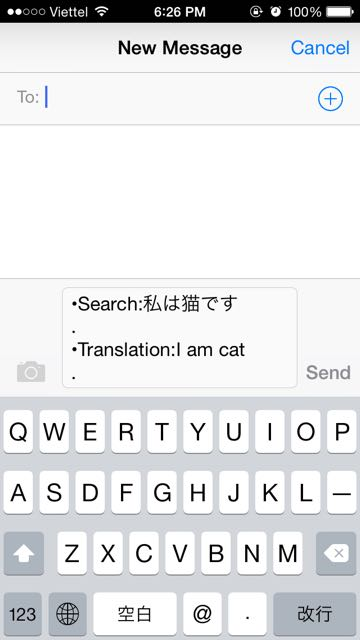 Viettel 6:26 PM 100%
New Message Cancel
To:
•Search:私は猫です
.
•Translation:I am cat
.
Send
Q W E R T Y U I O P
A S D F G H J K L —
Z X C V B N M
123 空白 @ . 改行